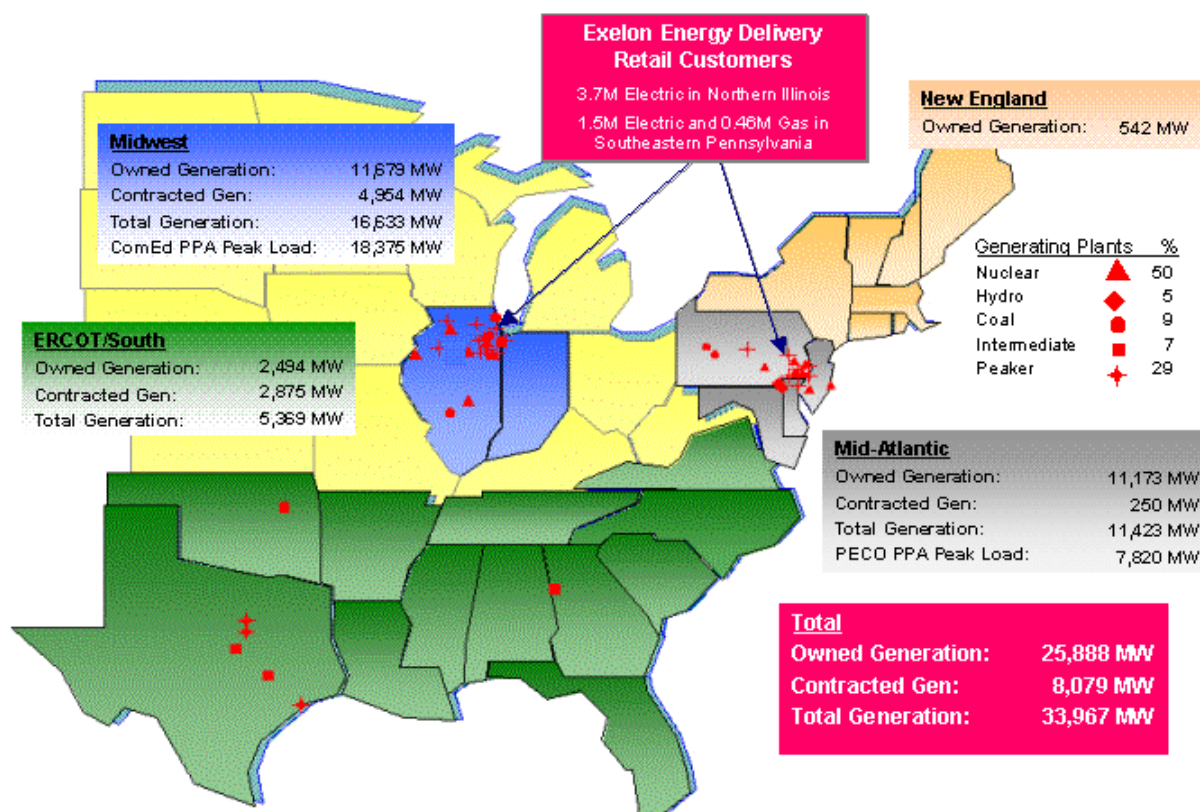 Exelon Energy Delivery
Retail Customers
3.7M Electric in Northern Illinois
1.5M Electric and 0.46M Gas in
Southeastern Pennsylvania
New England
Owned Generation: 542 MW
Midwest
Owned Generation: 11,679 MW
Contracted Gen: 4,954 MW
Total Generation: 16,633 MW
ComEd PPA Peak Load: 18,375 MW
Generating Plants %
Nuclear 50
Hydro 5
Coal 9
Intermediate 7
Peaker 29
ERCOT/South
Owned Generation: 2,494 MW
Contracted Gen: 2,875 MW
Total Generation: 5,369 MW
Mid-Atlantic
Owned Generation: 11,173 MW
Contracted Gen: 250 MW
Total Generation: 11,423 MW
PECO PPA Peak Load: 7,820 MW
Total
Owned Generation: 25,888 MW
Contracted Gen: 8,079 MW
Total Generation: 33,967 MW